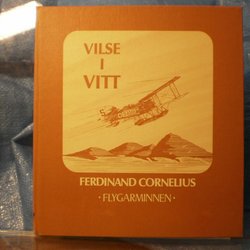 VILSE
I
VITT
FERDINAND CORNELIUS
· FLYGARMINNEN ·